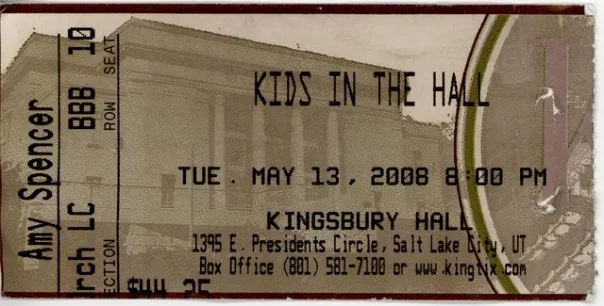 KIDS IN THE HALL
TUE. MAY 13, 2008 8:00 PM
KINGSBURY HALL
1395 E. Presidents Circle, Salt Lake City, UT
Box Office (801) 581-7100 or www.kingtix.com
Amy Spencer
rch LC BBB 10
ECTION ROW SEAT
$44.25